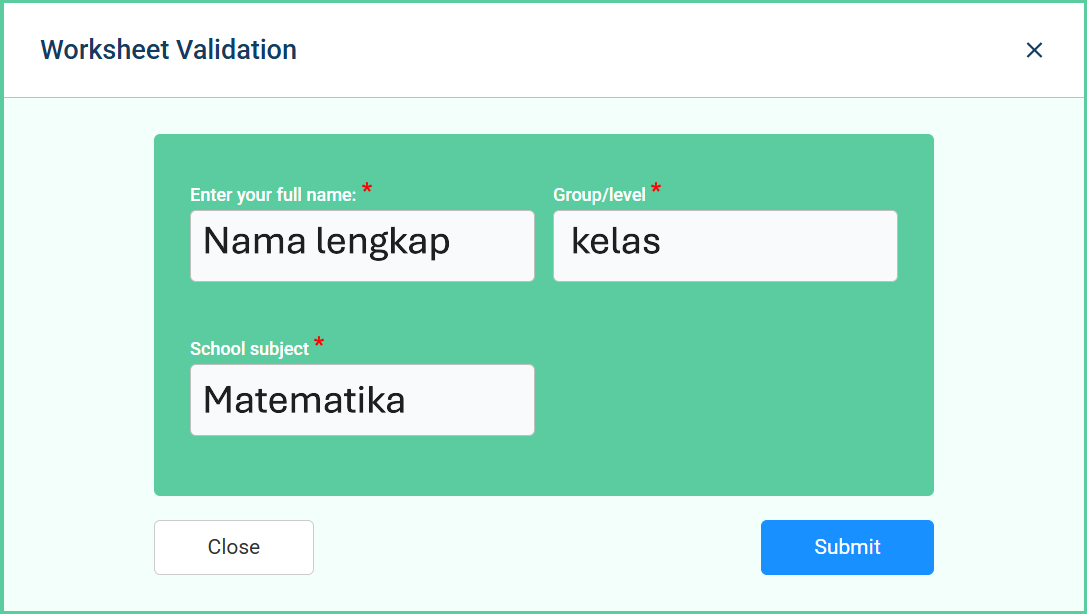 Worksheet Validation ×
Enter your full name: * Group/level *
Nama lengkap kelas
School subject *
Matematika
Close Submit